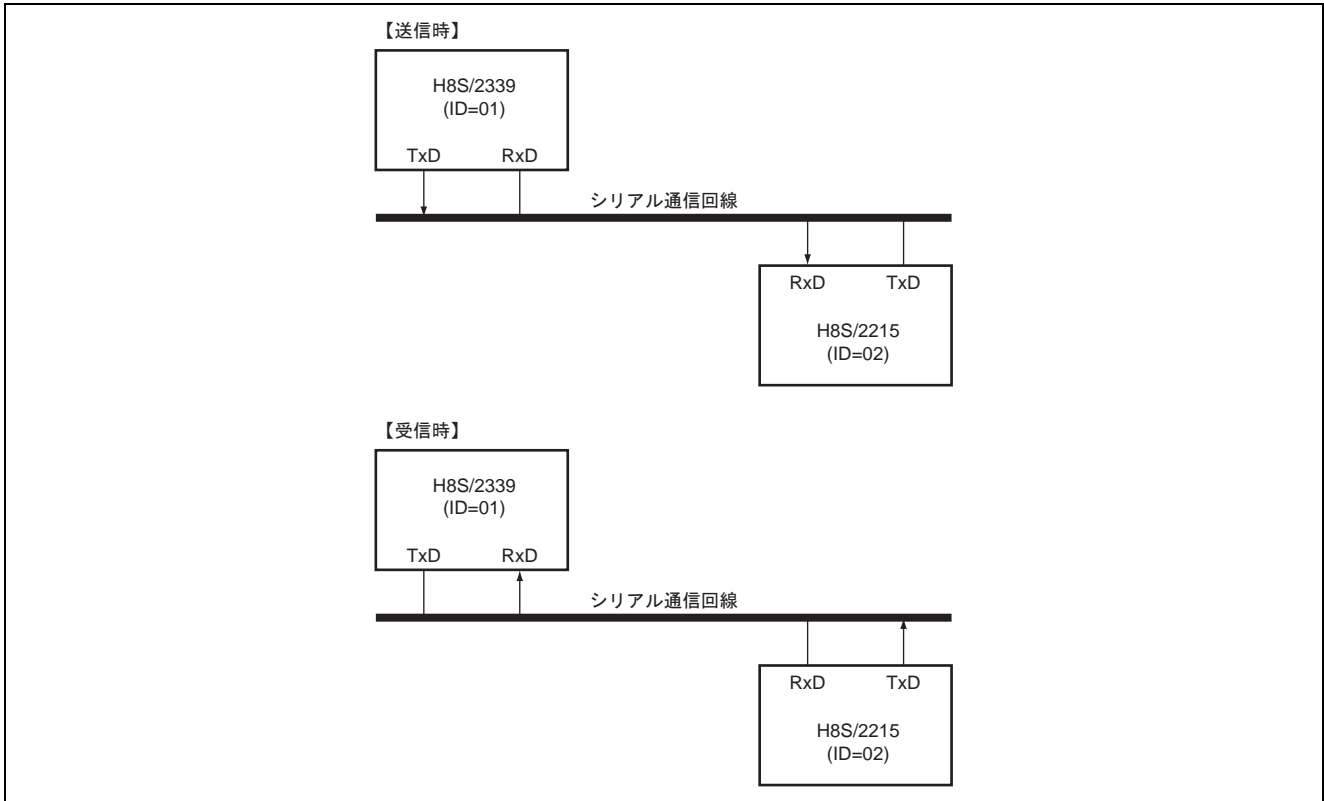 【送信時】
H8S/2339
(ID=01)
TxD RxD
シリアル通信回線
RxD TxD
H8S/2215
(ID=02)
【受信時】
H8S/2339
(ID=01)
TxD RxD
シリアル通信回線
RxD TxD
H8S/2215
(ID=02)